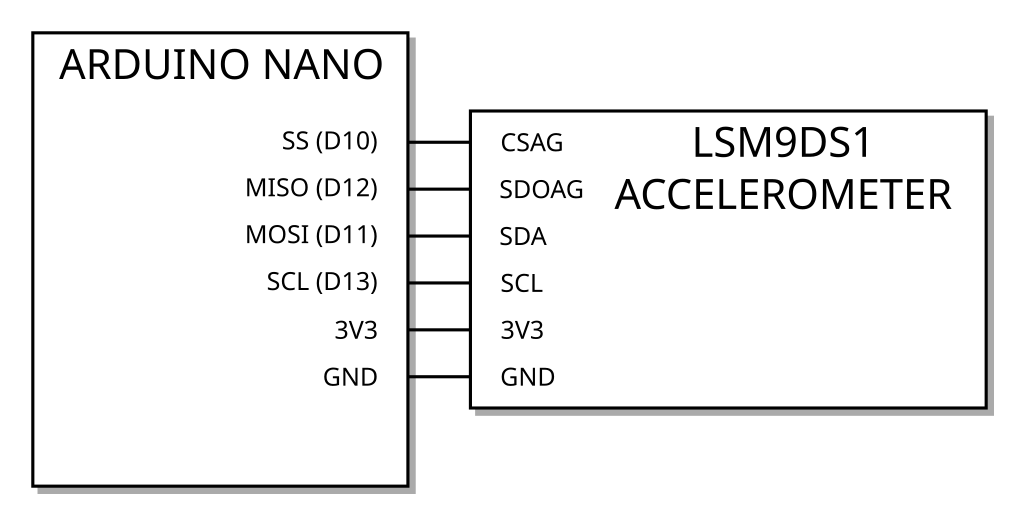 ARDUINO NANO
SS (D10)
MISO (D12)
MOSI (D11)
SCL (D13)
3V3
GND
LSM9DS1
ACCELEROMETER
CSAG
SDOAG
SDA
SCL
3V3
GND